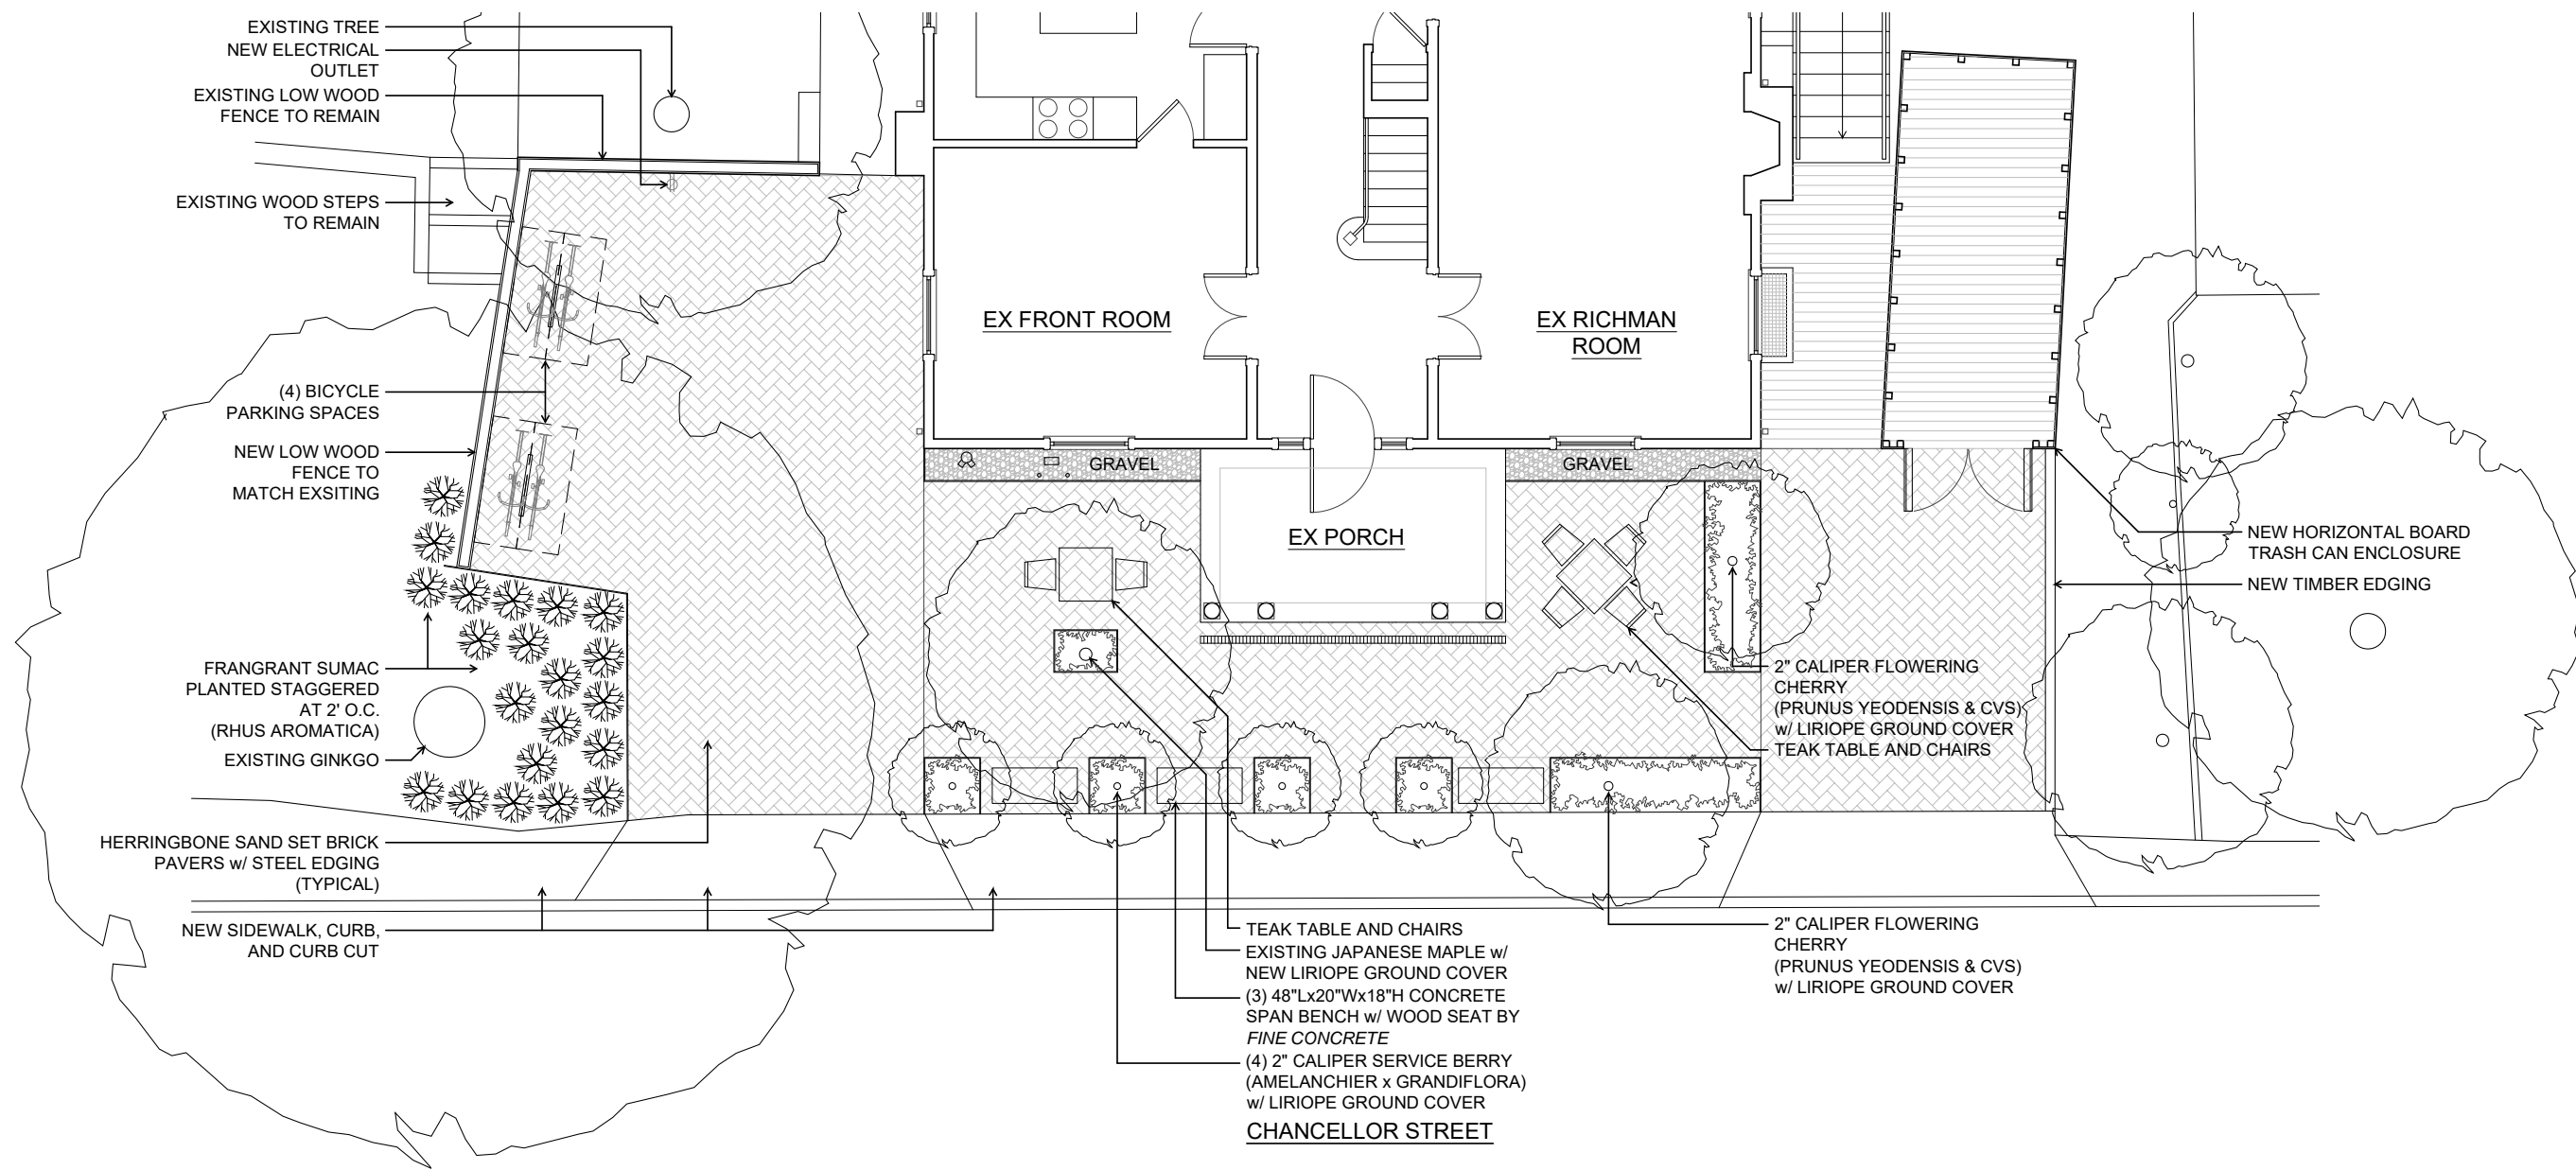 EXISTING TREE
NEW ELECTRICAL
OUTLET
EXISTING LOW WOOD
FENCE TO REMAIN
EXISTING WOOD STEPS
TO REMAIN
(4) BICYCLE
PARKING SPACES
NEW LOW WOOD
FENCE TO
MATCH EXSITING
FRANGRANT SUMAC
PLANTED STAGGERED
AT 2' O.C.
(RHUS AROMATICA)
EXISTING GINKGO
HERRINGBONE SAND SET BRICK
PAVERS w/ STEEL EDGING
(TYPICAL)
NEW SIDEWALK, CURB,
AND CURB CUT
EX FRONT ROOM
EX RICHMAN
ROOM
GRAVEL
GRAVEL
EX PORCH
NEW HORIZONTAL BOARD
TRASH CAN ENCLOSURE
NEW TIMBER EDGING
2" CALIPER FLOWERING
CHERRY
(PRUNUS YEODENSIS & CVS)
w/ LIRIOPE GROUND COVER
TEAK TABLE AND CHAIRS
TEAK TABLE AND CHAIRS
EXISTING JAPANESE MAPLE w/
NEW LIRIOPE GROUND COVER
(3) 48"Lx20"Wx18"H CONCRETE
SPAN BENCH w/ WOOD SEAT BY
FINE CONCRETE
(4) 2" CALIPER SERVICE BERRY
(AMELANCHIER x GRANDIFLORA)
w/ LIRIOPE GROUND COVER
2" CALIPER FLOWERING
CHERRY
(PRUNUS YEODENSIS & CVS)
w/ LIRIOPE GROUND COVER
CHANCELLOR STREET